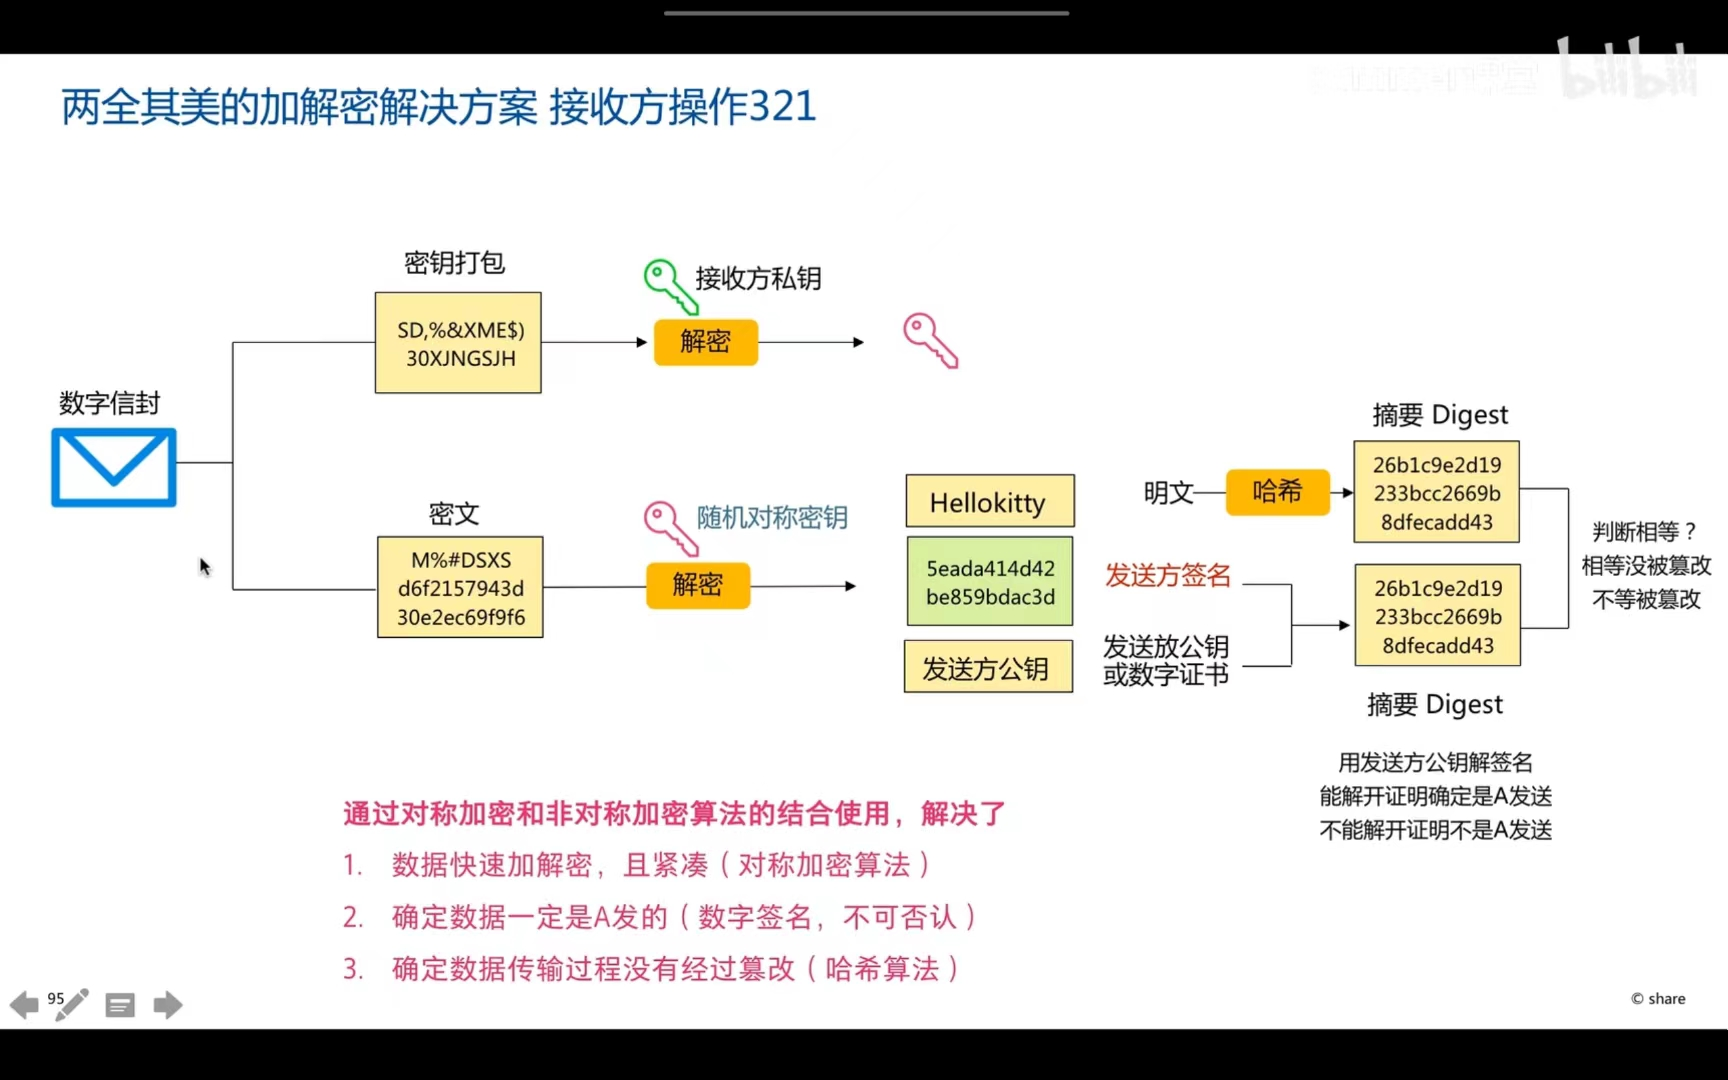 bilibili
两全其美的加解密解决方案 接收方操作321
密钥打包
SD,%&XME$)
30XJNGSJH
接收方私钥
解密
数字信封
密文
M%#DSXS
d6f2157943d
30e2ec69f9f6
随机对称密钥
解密
Hellokitty
5eada414d42
be859bdac3d
发送方公钥
明文
哈希
发送方签名
发送放公钥
或数字证书
摘要 Digest
26b1c9e2d19
233bcc2669b
8dfecadd43
26b1c9e2d19
233bcc2669b
8dfecadd43
摘要 Digest
判断相等？
相等没被篡改
不等被篡改
用发送方公钥解签名
能解开证明确定是A发送
不能解开证明不是A发送
通过对称加密和非对称加密算法的结合使用，解决了
1. 数据快速加解密，且紧凑（对称加密算法）
2. 确定数据一定是A发的（数字签名，不可否认）
3. 确定数据传输过程没有经过篡改（哈希算法）
95
© share